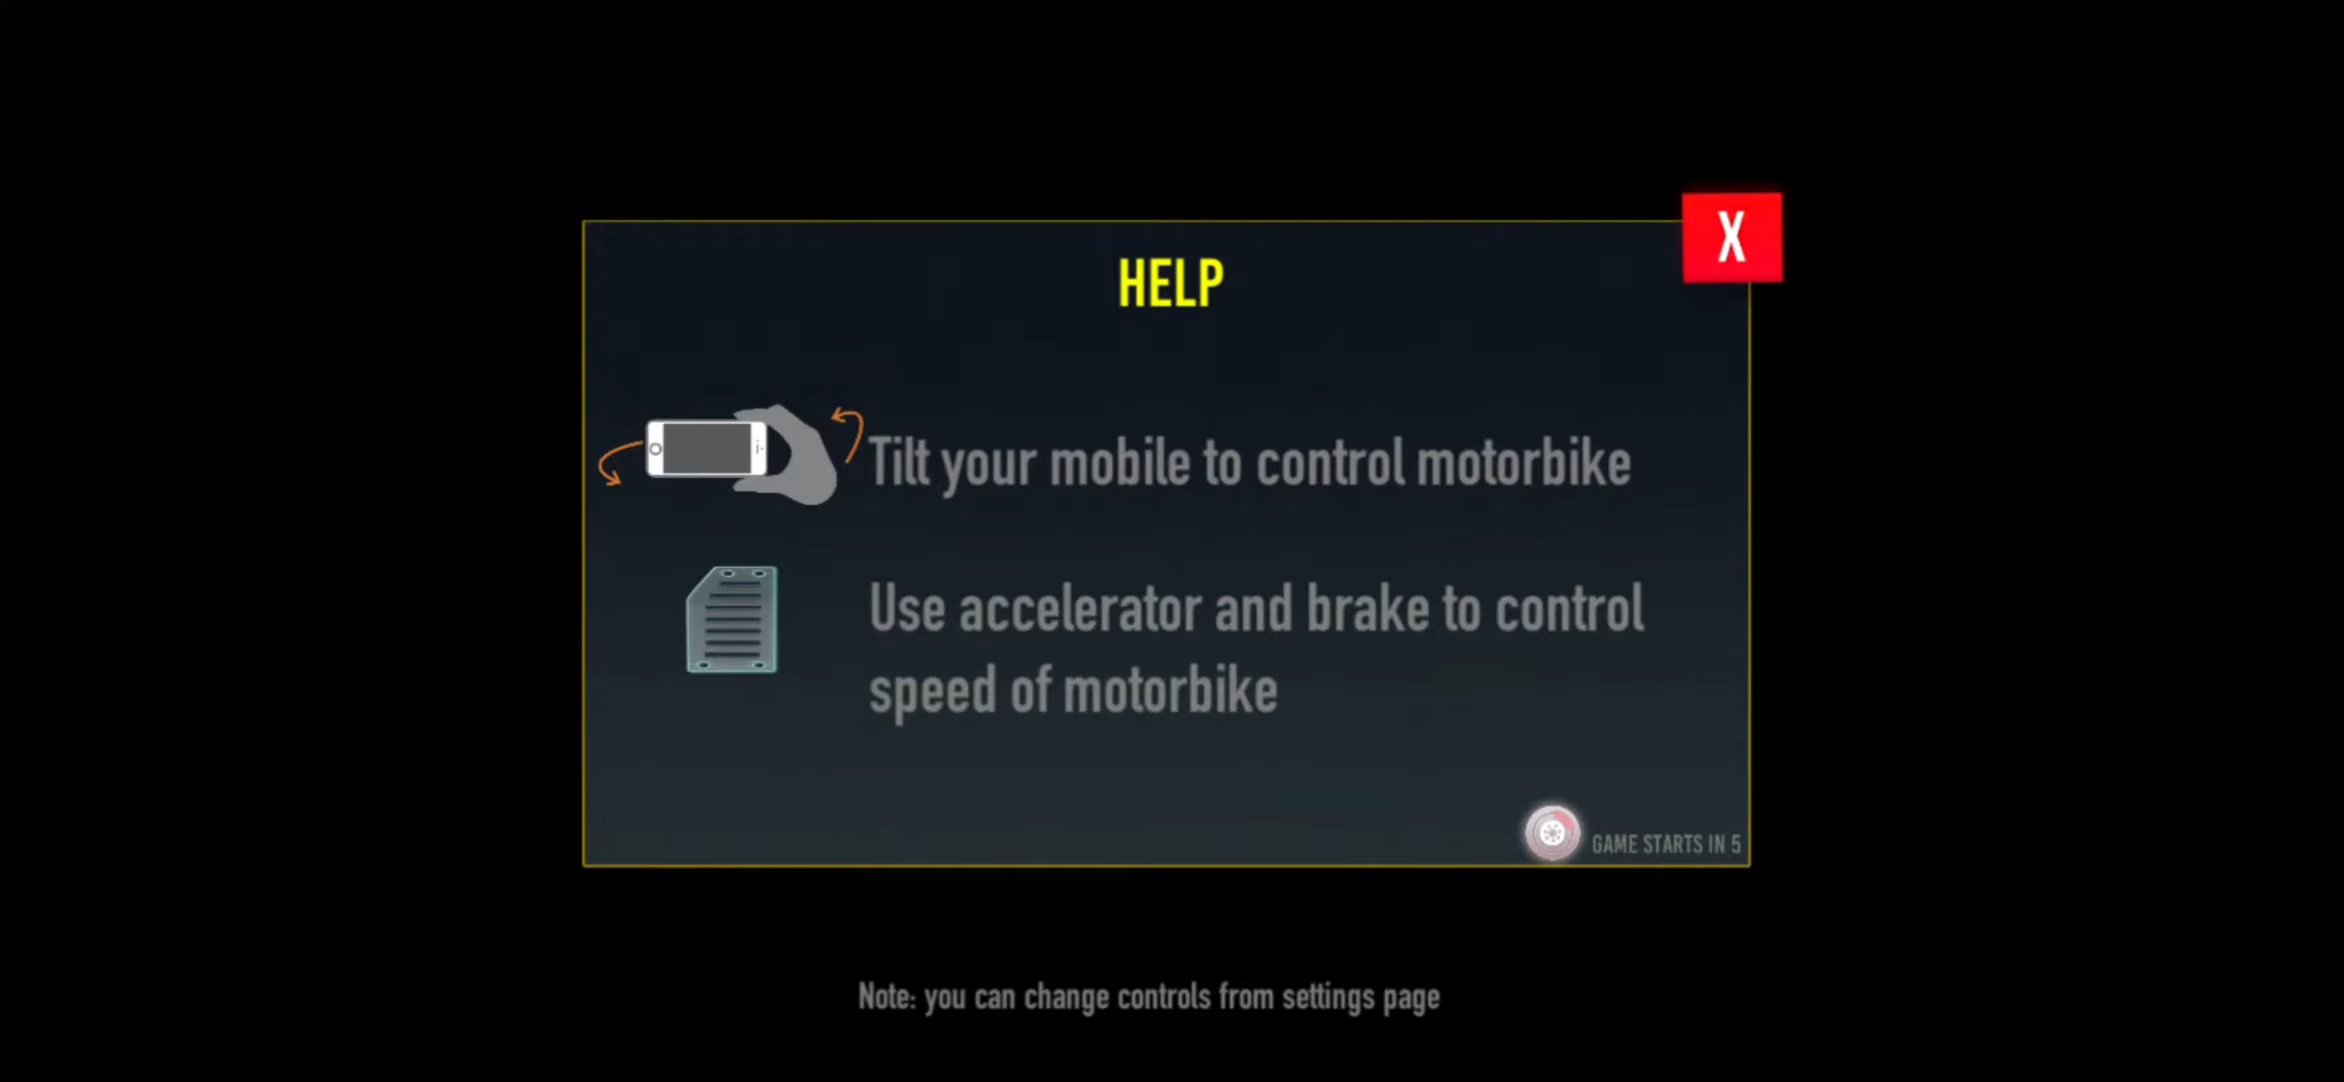 X
HELP
Tilt your mobile to control motorbike
Use accelerator and brake to control
speed of motorbike
GAME STARTS IN 5
Note: you can change controls from settings page